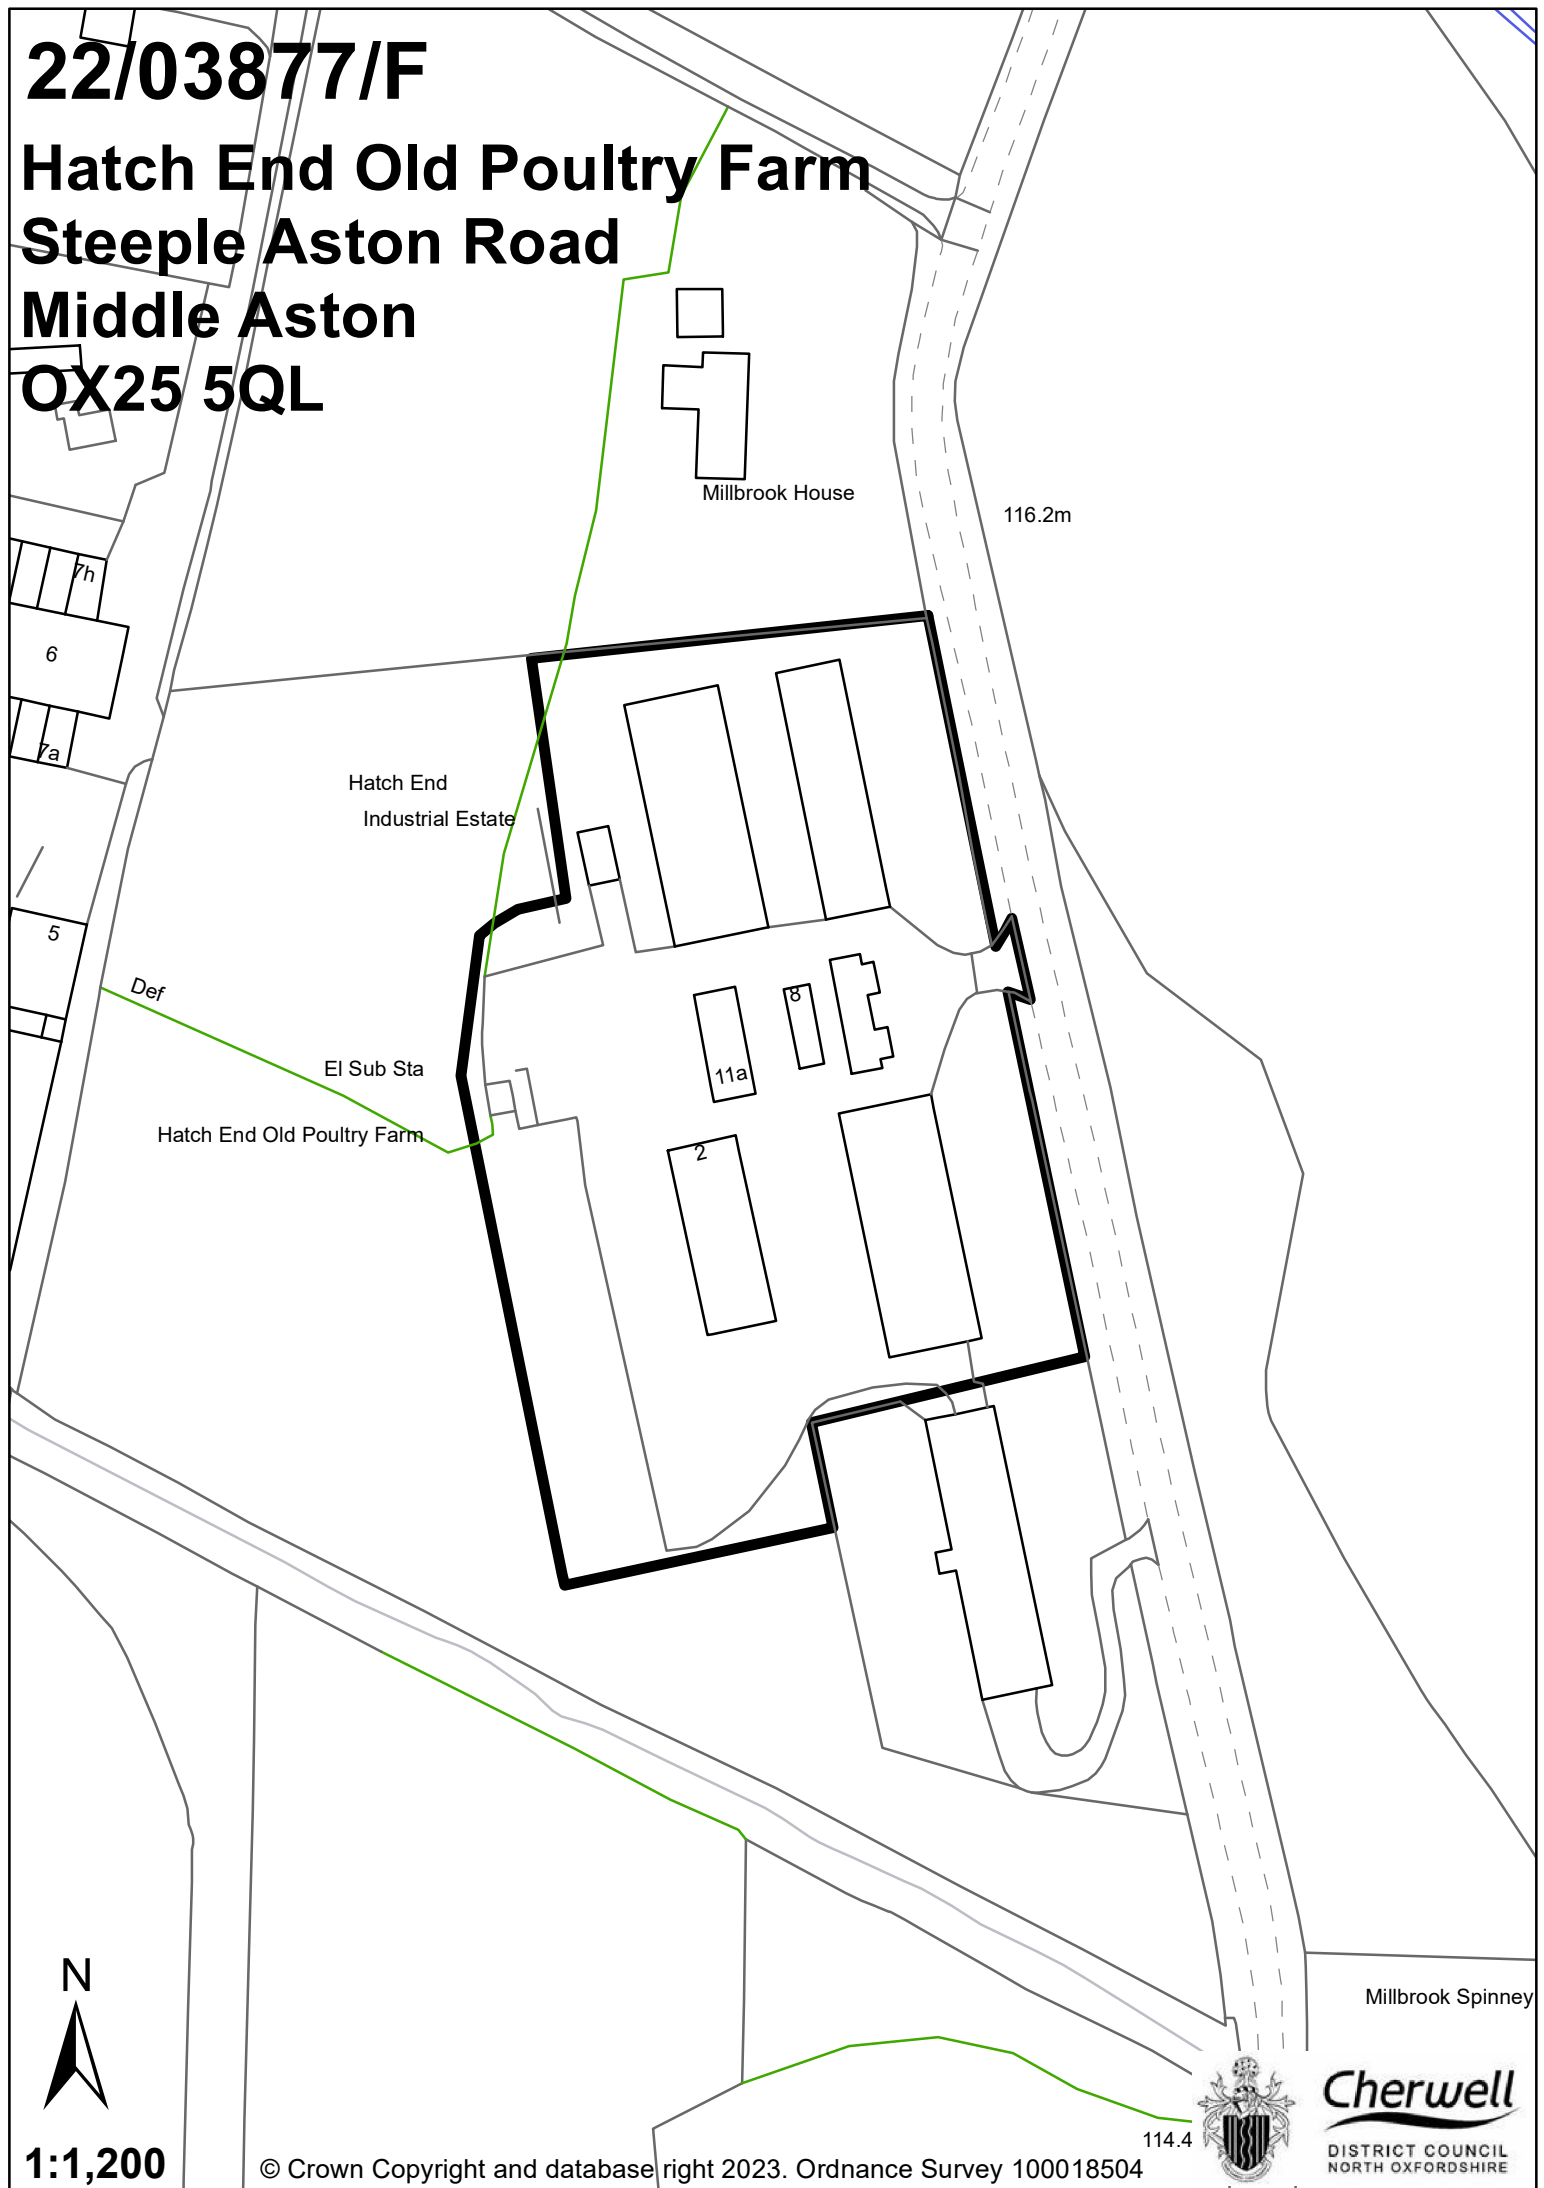 22/03877/F
Hatch End Old Poultry Farm
Steeple Aston Road
Middle Aston
OX25 5QL
Millbrook House
116.2m
7h
6
7a
Hatch End
Industrial Estate
5
Def
8
El Sub Sta
11a
Hatch End Old Poultry Farm
2
N
Millbrook Spinney
114.4
1:1,200
© Crown Copyright and database right 2023. Ordnance Survey 100018504
Cherwell
DISTRICT COUNCIL
NORTH OXFORDSHIRE